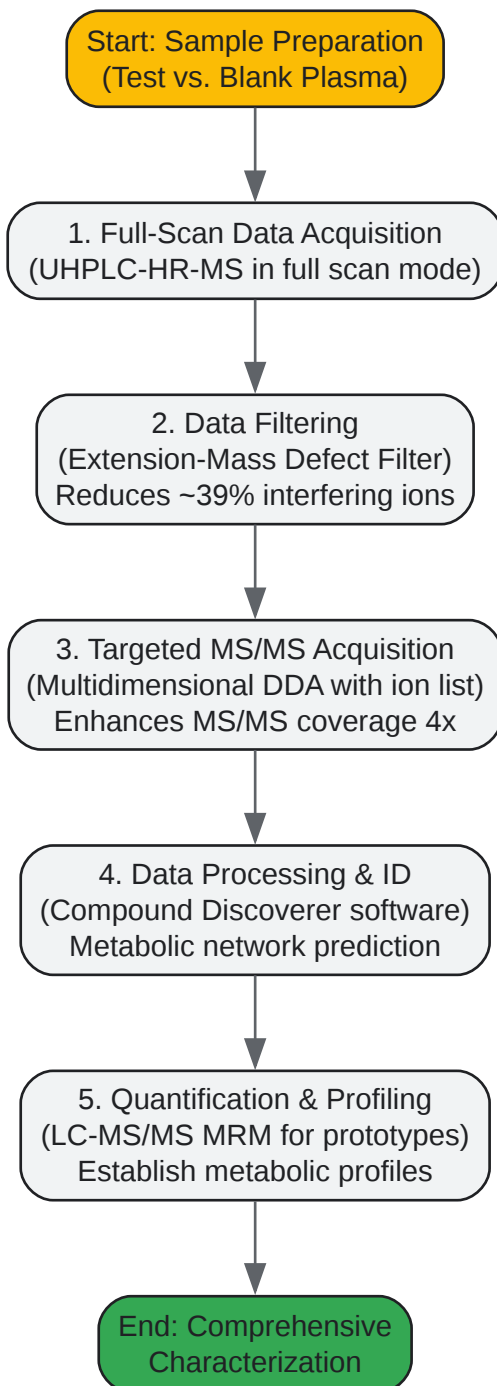 Start: Sample Preparation
(Test vs. Blank Plasma)
1. Full-Scan Data Acquisition
(UHPLC-HR-MS in full scan mode)
2. Data Filtering
(Extension-Mass Defect Filter)
Reduces ~39% interfering ions
3. Targeted MS/MS Acquisition
(Multidimensional DDA with ion list)
Enhances MS/MS coverage 4x
4. Data Processing & ID
(Compound Discoverer software)
Metabolic network prediction
5. Quantification & Profiling
(LC-MS/MS MRM for prototypes)
Establish metabolic profiles
End: Comprehensive
Characterization